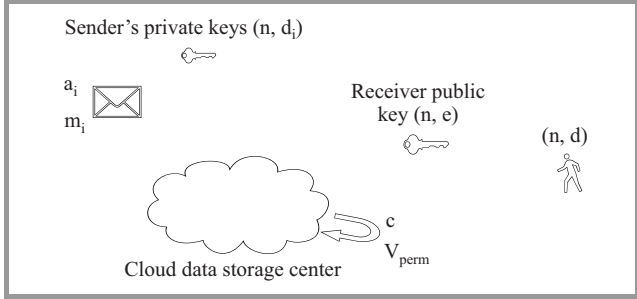 Sender’s private keys (n, dᵢ)
aᵢ
mᵢ
Receiver public
key (n, e)
(n, d)
c
Vₚₑᵣₘ
Cloud data storage center